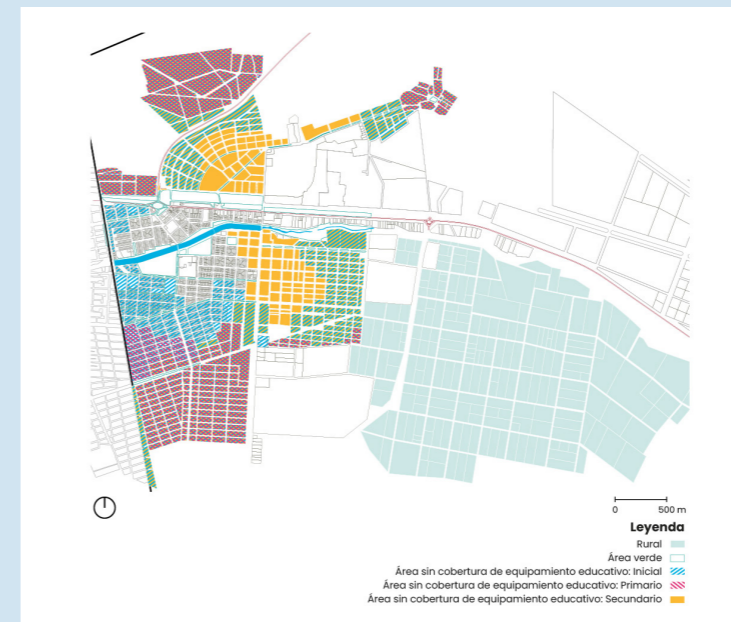 0 500 m
Leyenda
Rural
Área verde
Área sin cobertura de equipamiento educativo: Inicial
Área sin cobertura de equipamiento educativo: Primario
Área sin cobertura de equipamiento educativo: Secundario